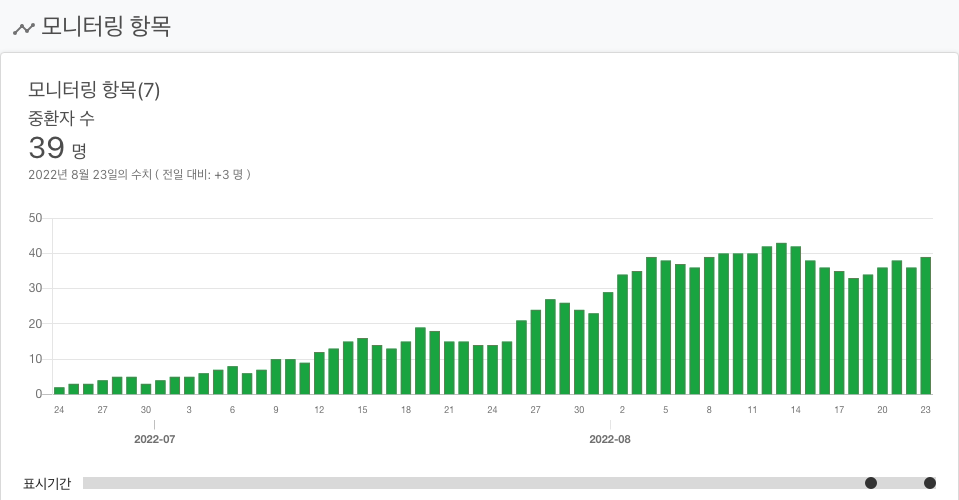 모니터링 항목
모니터링 항목(7)
중환자 수
39 명
2022년 8월 23일의 수치 ( 전일 대비: +3 명 )
50
40
30
20
10
0
24 27 30 3 6 9 12 15 18 21 24 27 30 2 5 8 11 14 17 20 23
2022-07 2022-08
표시기간